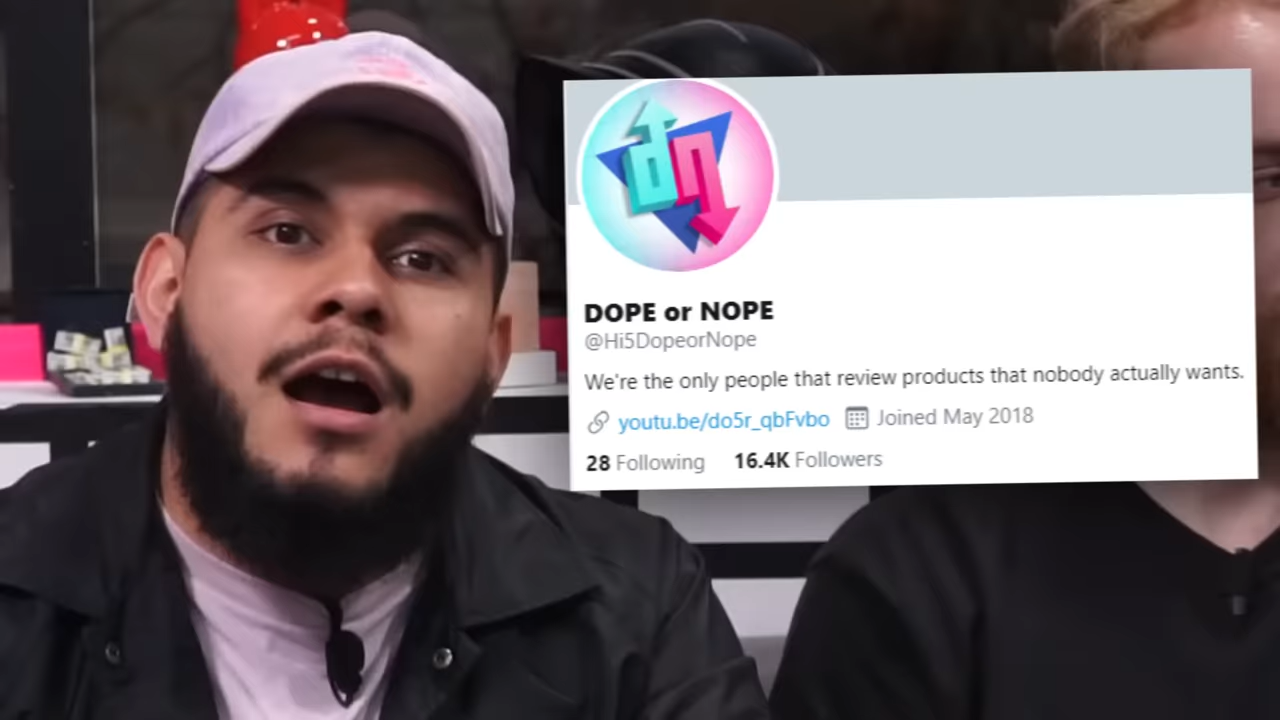 dn
DOPE or NOPE
@Hi5DopeorNope
We're the only people that review products that nobody actually wants.
youtu.be/do5r_qbFvbo Joined May 2018
28 Following 16.4K Followers